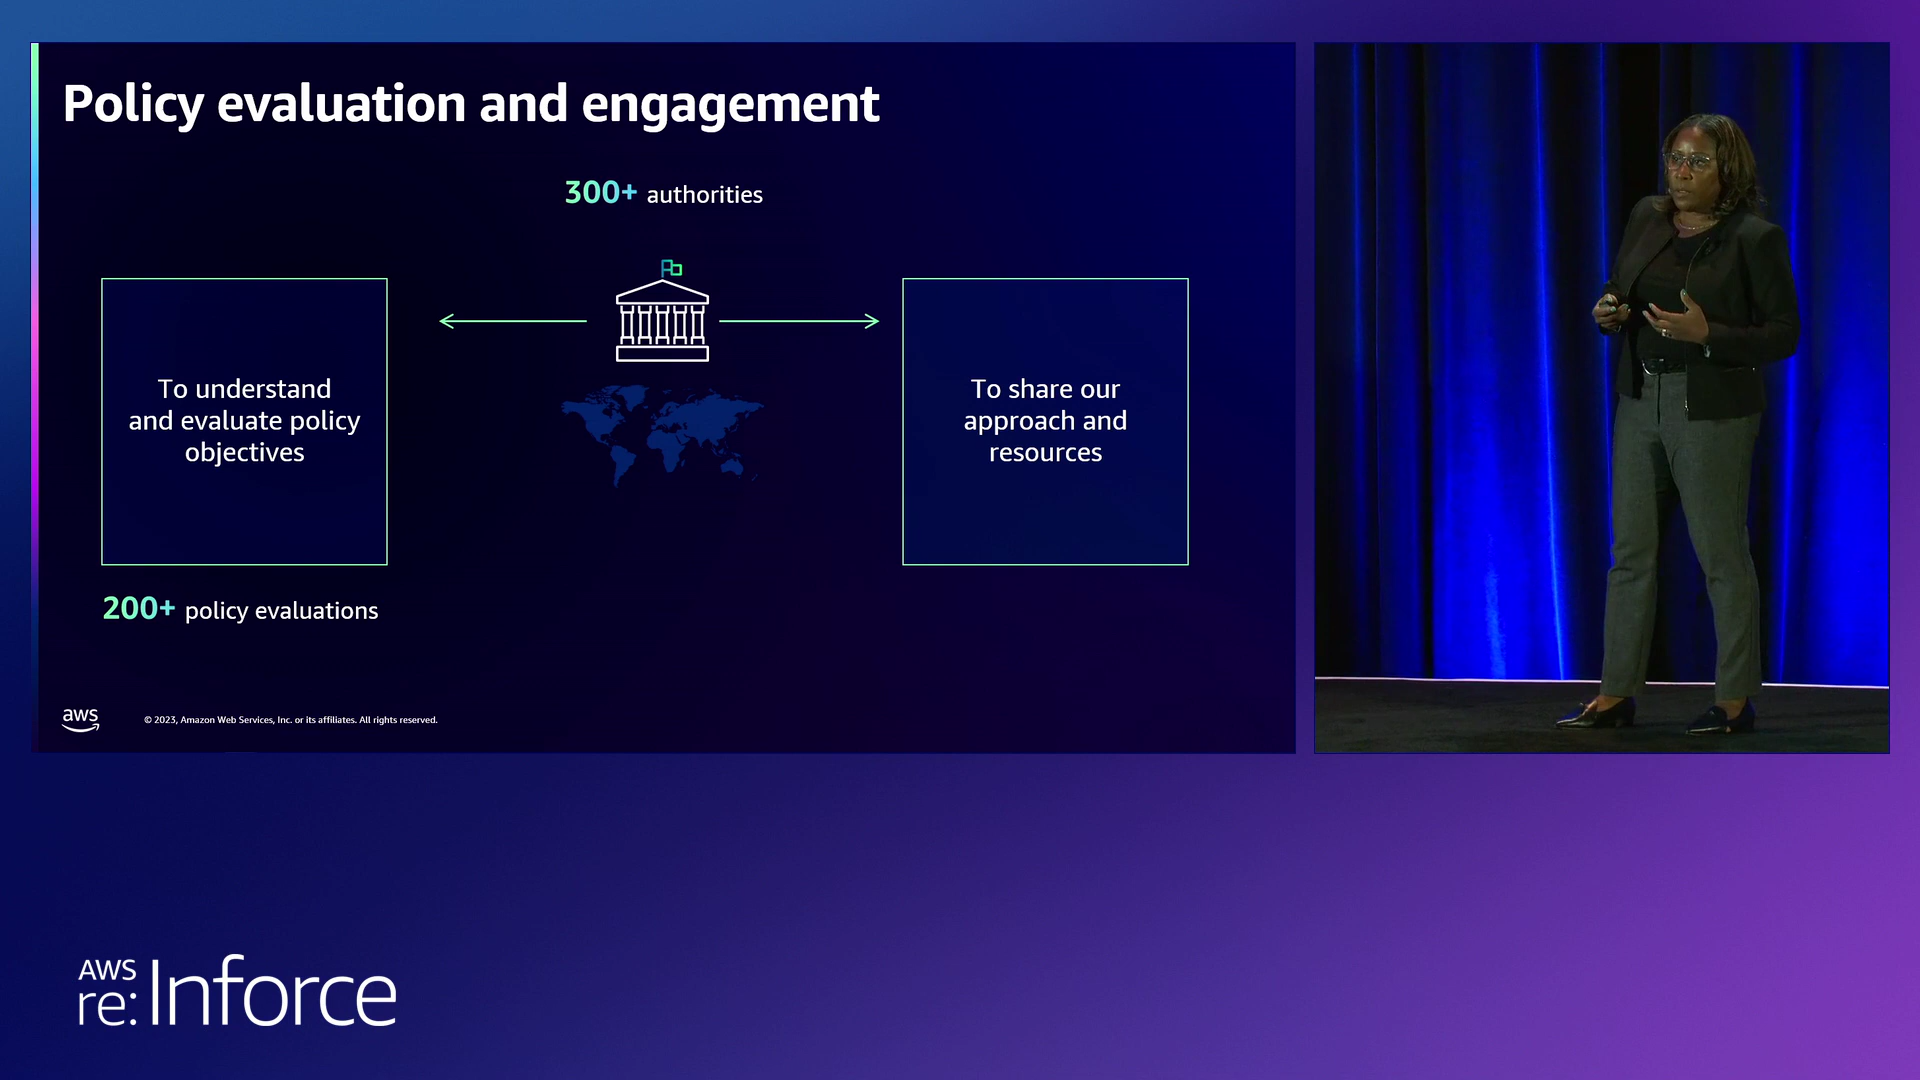 Policy evaluation and engagement
300+ authorities
To understand
and evaluate policy
objectives
To share our
approach and
resources
200+ policy evaluations
aws
© 2023, Amazon Web Services, Inc. or its affiliates. All rights reserved.
AWS
re:Inforce